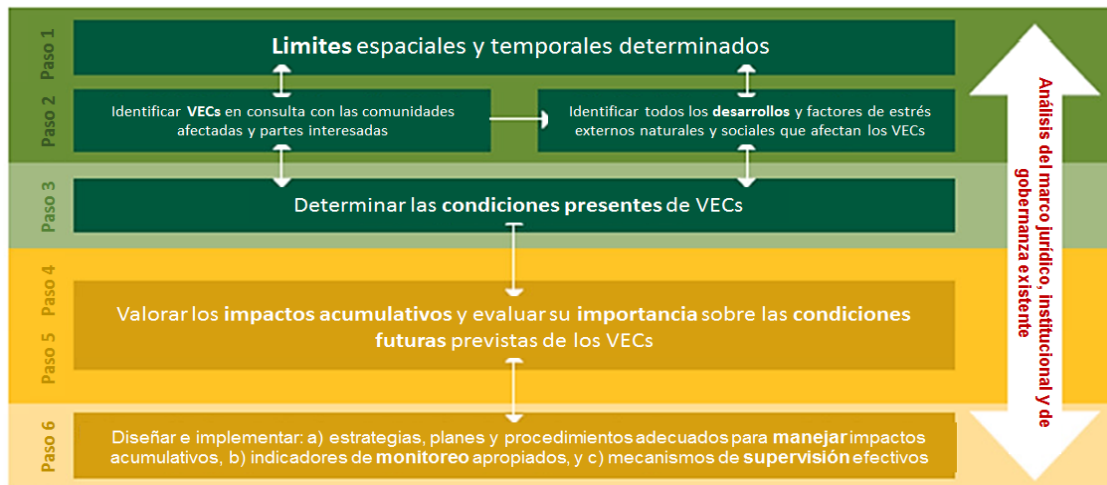 Paso 1
Limites espaciales y temporales determinados
Paso 2
Identificar VECs en consulta con las comunidades
afectadas y partes interesadas
Identificar todos los desarrollos y factores de estrés
externos naturales y sociales que afectan los VECs
Paso 3
Determinar las condiciones presentes de VECs
Paso 4
Paso 5
Valorar los impactos acumulativos y evaluar su importancia sobre las condiciones
futuras previstas de los VECs
Paso 6
Diseñar e implementar: a) estrategias, planes y procedimientos adecuados para manejar impactos
acumulativos, b) indicadores de monitoreo apropiados, y c) mecanismos de supervisión efectivos
Análisis del marco jurídico, institucional y de
gobernanza existente